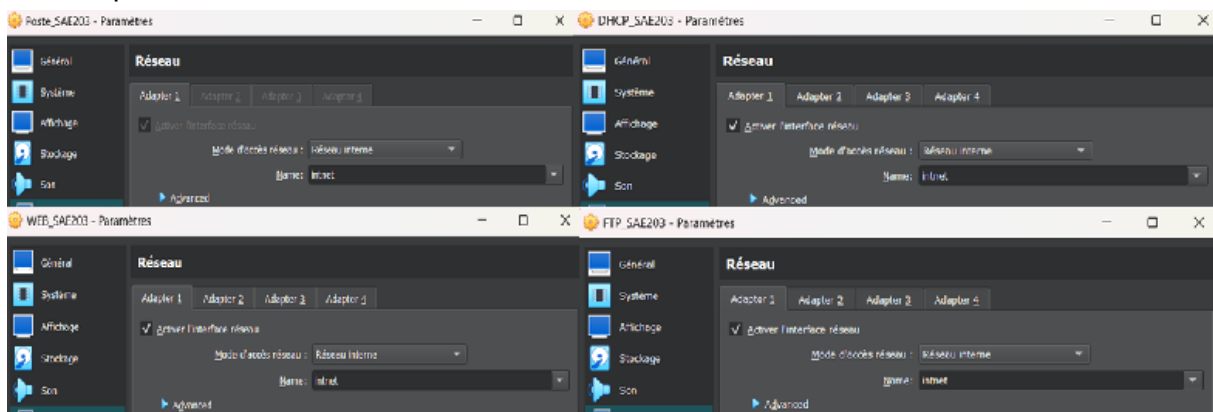 Poste_SAE203 - Paramètres
Général
Système
Affichage
Stockage
Son
Réseau
Adapter 1 Adapter 2 Adapter 3 Adapter 4
Activer l'interface réseau
Mode d'accès réseau : Réseau interne
Name: intnet
Advanced
DHCP_SAE203 - Paramètres
Général
Système
Affichage
Stockage
Son
Réseau
Adapter 1 Adapter 2 Adapter 3 Adapter 4
Activer l'interface réseau
Mode d'accès réseau : Réseau interne
Name: intnet
Advanced
WEB_SAE203 - Paramètres
Général
Système
Affichage
Stockage
Son
Réseau
Adapter 1 Adapter 2 Adapter 3 Adapter 4
Activer l'interface réseau
Mode d'accès réseau : Réseau interne
Name: intnet
Advanced
FTP_SAE203 - Paramètres
Général
Système
Affichage
Stockage
Son
Réseau
Adapter 1 Adapter 2 Adapter 3 Adapter 4
Activer l'interface réseau
Mode d'accès réseau : Réseau interne
Name: intnet
Advanced